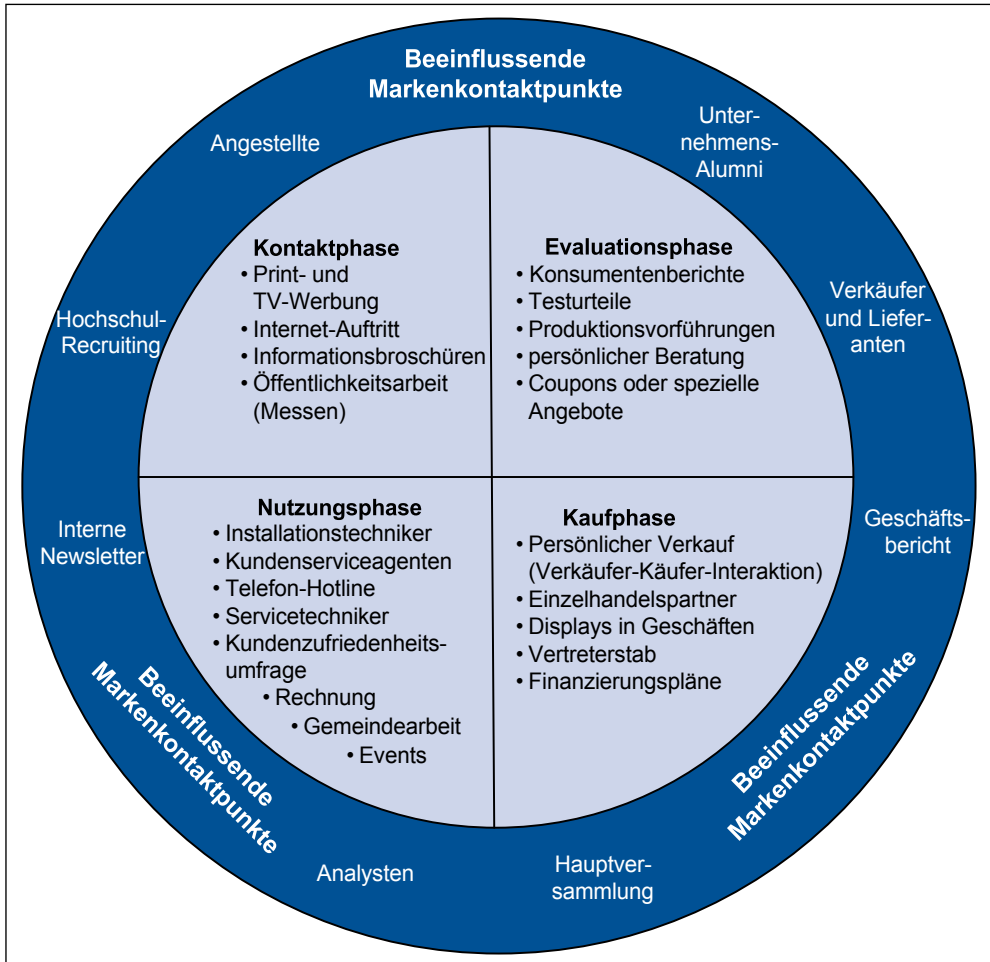 Beeinflussende
Markenkontaktpunkte
Angestellte
Unter-
nehmens-
Alumni
Hochschul-
Recruiting
Verkäufer
und Liefer-
anten
Kontaktphase
• Print- und
TV-Werbung
• Internet-Auftritt
• Informationsbroschüren
• Öffentlichkeitsarbeit
(Messen)
Evaluationsphase
• Konsumentenberichte
• Testurteile
• Produktionsvorführungen
• persönlicher Beratung
• Coupons oder spezielle
Angebote
Interne
Newsletter
Nutzungsphase
• Installationstechniker
• Kundenserviceagenten
• Telefon-Hotline
• Servicetechniker
• Kundenzufriedenheits-
umfrage
• Rechnung
• Gemeindearbeit
• Events
Kaufphase
• Persönlicher Verkauf
(Verkäufer-Käufer-Interaktion)
• Einzelhandelspartner
• Displays in Geschäften
• Vertreterstab
• Finanzierungspläne
Geschäfts-
bericht
Beeinflussende
Markenkontaktpunkte
Beeinflussende
Markenkontaktpunkte
Analysten
Hauptver-
sammlung